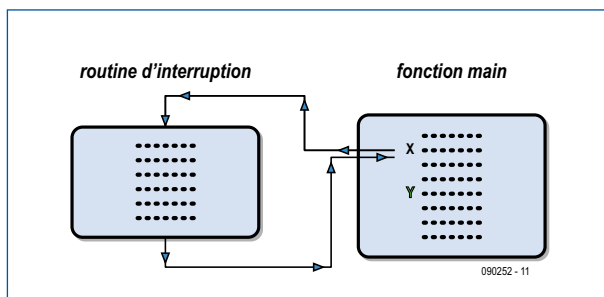 routine d'interruption
fonction main
X
Y
090252 - 11